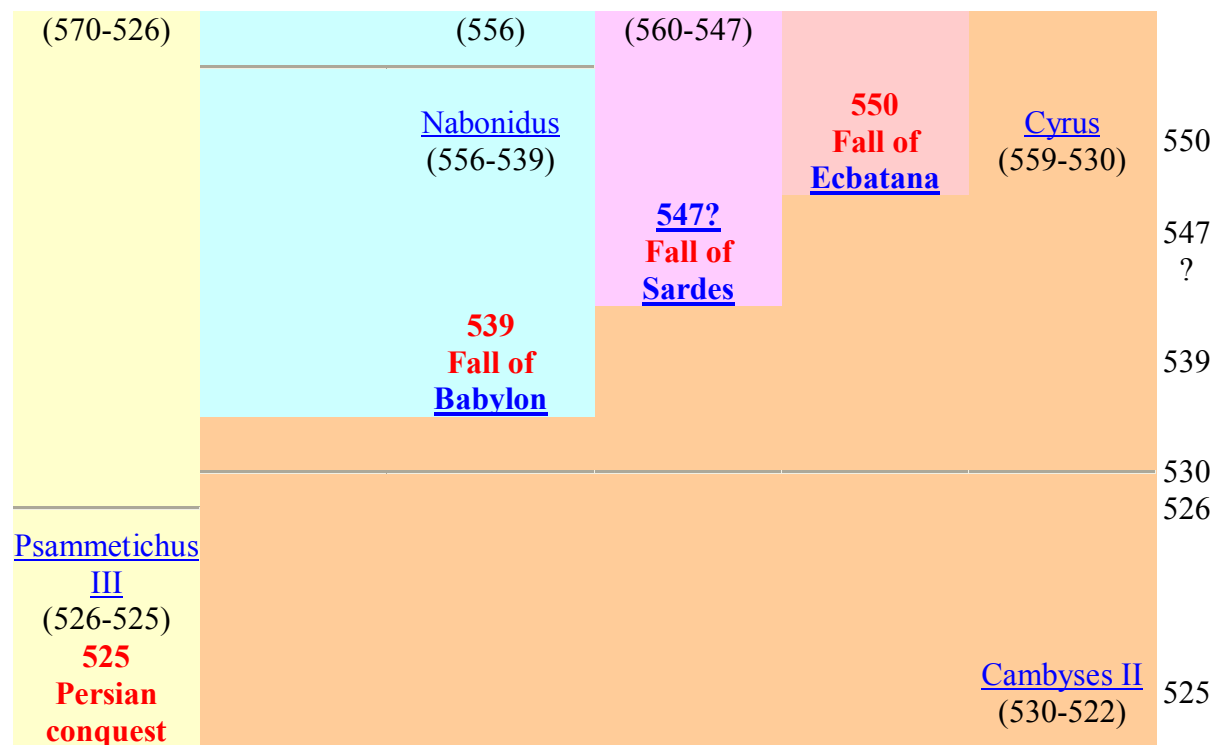 (570-526)
(556)
(560-547)
Nabonidus
(556-539)
550
Fall of
Ecbatana
Cyrus
(559-530)
550
547?
Fall of
Sardes
547
?
539
Fall of
Babylon
539
530
526
Psammetichus
III
(526-525)
525
Persian
conquest
Cambyses II
(530-522)
525